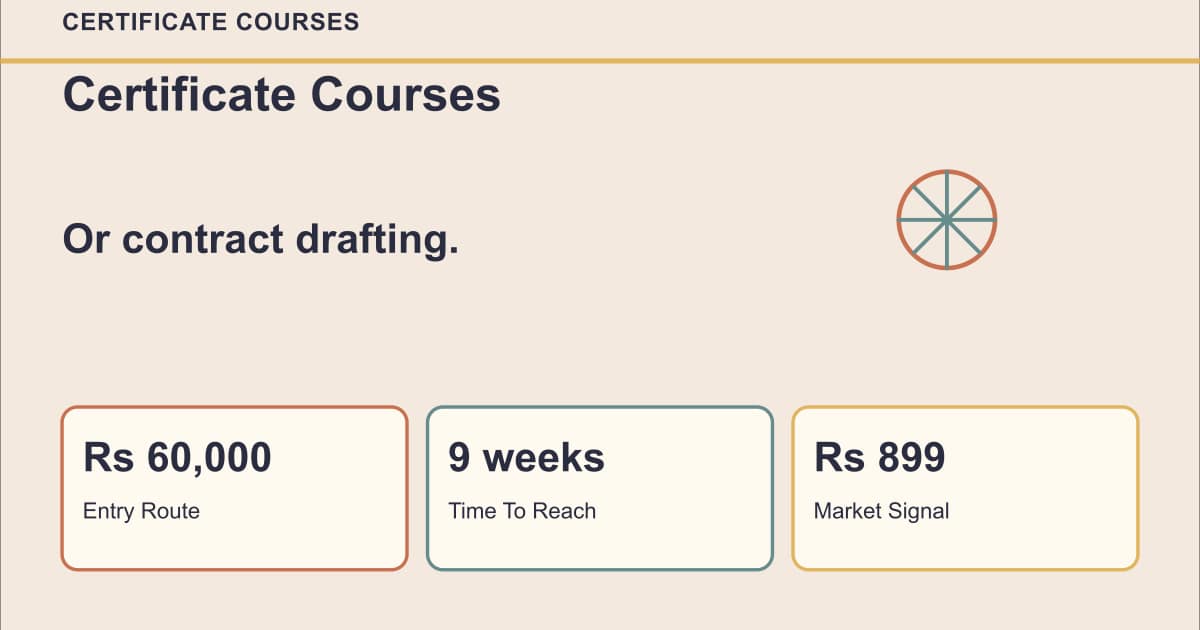 CERTIFICATE COURSES
Certificate Courses
Or contract drafting.
Rs 60,000
Entry Route
9 weeks
Time To Reach
Rs 899
Market Signal